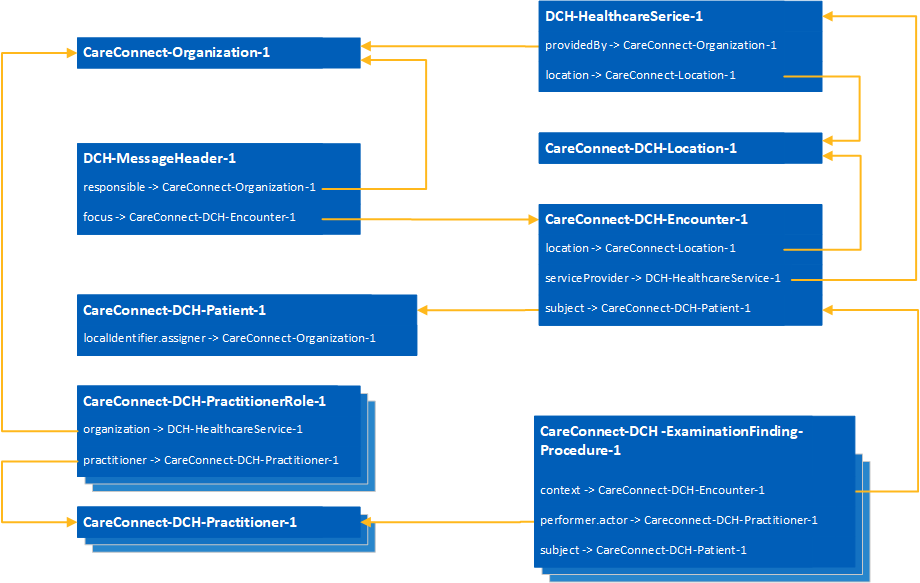 DCH-HealthcareSerice-1
providedBy -> CareConnect-Organization-1
location -> CareConnect-Location-1
CareConnect-Organization-1
CareConnect-DCH-Location-1
DCH-MessageHeader-1
responsible -> CareConnect-Organization-1
focus -> CareConnect-DCH-Encounter-1
CareConnect-DCH-Encounter-1
location -> CareConnect-Location-1
serviceProvider -> DCH-HealthcareService-1
subject -> CareConnect-DCH-Patient-1
CareConnect-DCH-Patient-1
localIdentifier.assigner -> CareConnect-Organization-1
CareConnect-DCH-PractitionerRole-1
organization -> DCH-HealthcareService-1
practitioner -> CareConnect-DCH-Practitioner-1
CareConnect-DCH -ExaminationFinding-
Procedure-1
context -> CareConnect-DCH-Encounter-1
performer.actor -> Careconnect-DCH-Practitioner-1
subject -> CareConnect-DCH-Patient-1
CareConnect-DCH-Practitioner-1